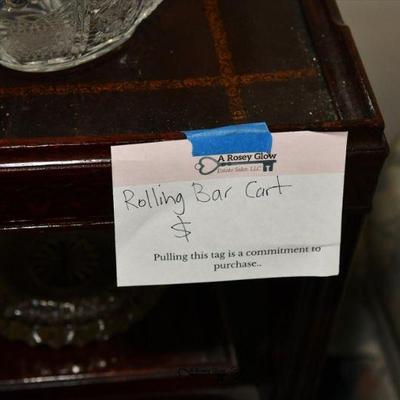 A Rosey Glow
Estate Sales, LLC
Rolling Bar Cart
$
Pulling this tag is a commitment to
purchase..